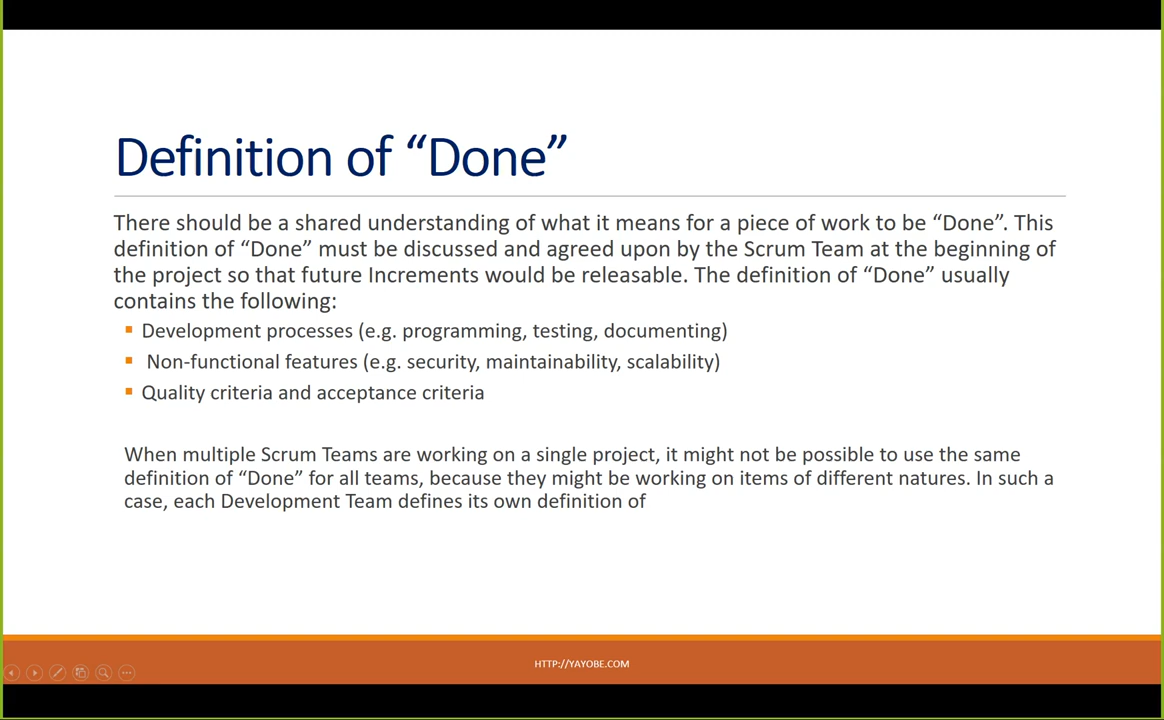 Definition of “Done”
There should be a shared understanding of what it means for a piece of work to be “Done”. This
definition of “Done” must be discussed and agreed upon by the Scrum Team at the beginning of
the project so that future Increments would be releasable. The definition of “Done” usually
contains the following:
Development processes (e.g. programming, testing, documenting)
Non-functional features (e.g. security, maintainability, scalability)
Quality criteria and acceptance criteria
When multiple Scrum Teams are working on a single project, it might not be possible to use the same
definition of “Done” for all teams, because they might be working on items of different natures. In such a
case, each Development Team defines its own definition of
HTTP://YAYOBE.COM